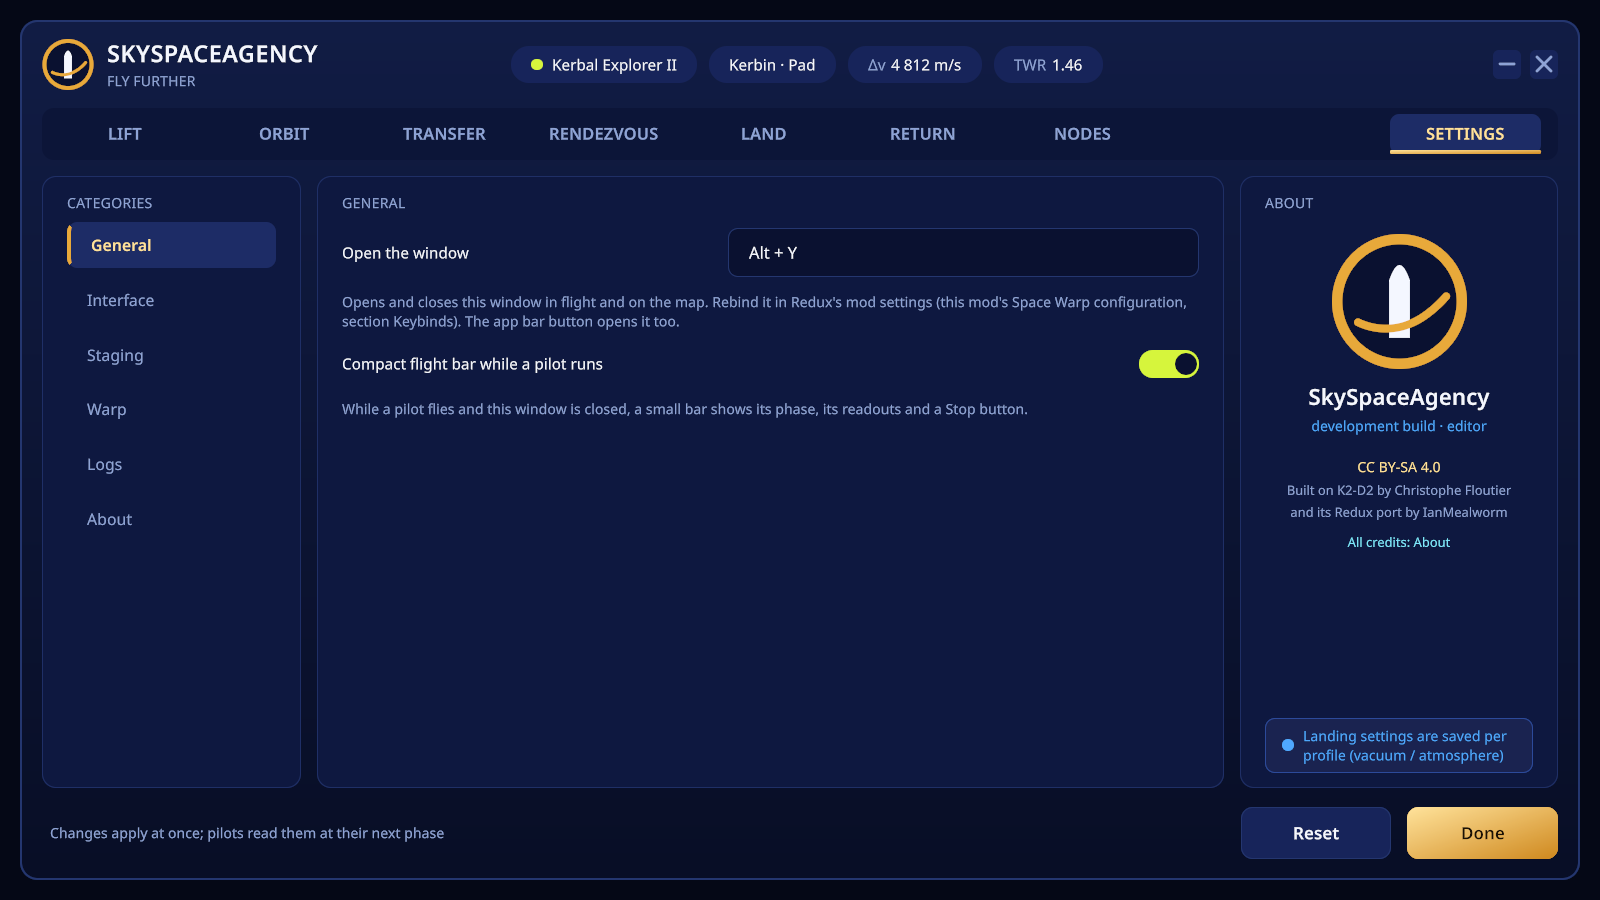 SKYSPACEAGENCY
FLY FURTHER
Kerbal Explorer II
Kerbin · Pad
Δv 4 812 m/s
TWR 1.46
LIFT
ORBIT
TRANSFER
RENDEZVOUS
LAND
RETURN
NODES
SETTINGS
CATEGORIES
General
Interface
Staging
Warp
Logs
About
GENERAL
Open the window
Alt + Y
Opens and closes this window in flight and on the map. Rebind it in Redux's mod settings (this mod's Space Warp configuration,
section Keybinds). The app bar button opens it too.
Compact flight bar while a pilot runs
While a pilot flies and this window is closed, a small bar shows its phase, its readouts and a Stop button.
ABOUT
SkySpaceAgency
development build · editor
CC BY-SA 4.0
Built on K2-D2 by Christophe Floutier
and its Redux port by IanMealworm
All credits: About
Landing settings are saved per
profile (vacuum / atmosphere)
Changes apply at once; pilots read them at their next phase
Reset
Done